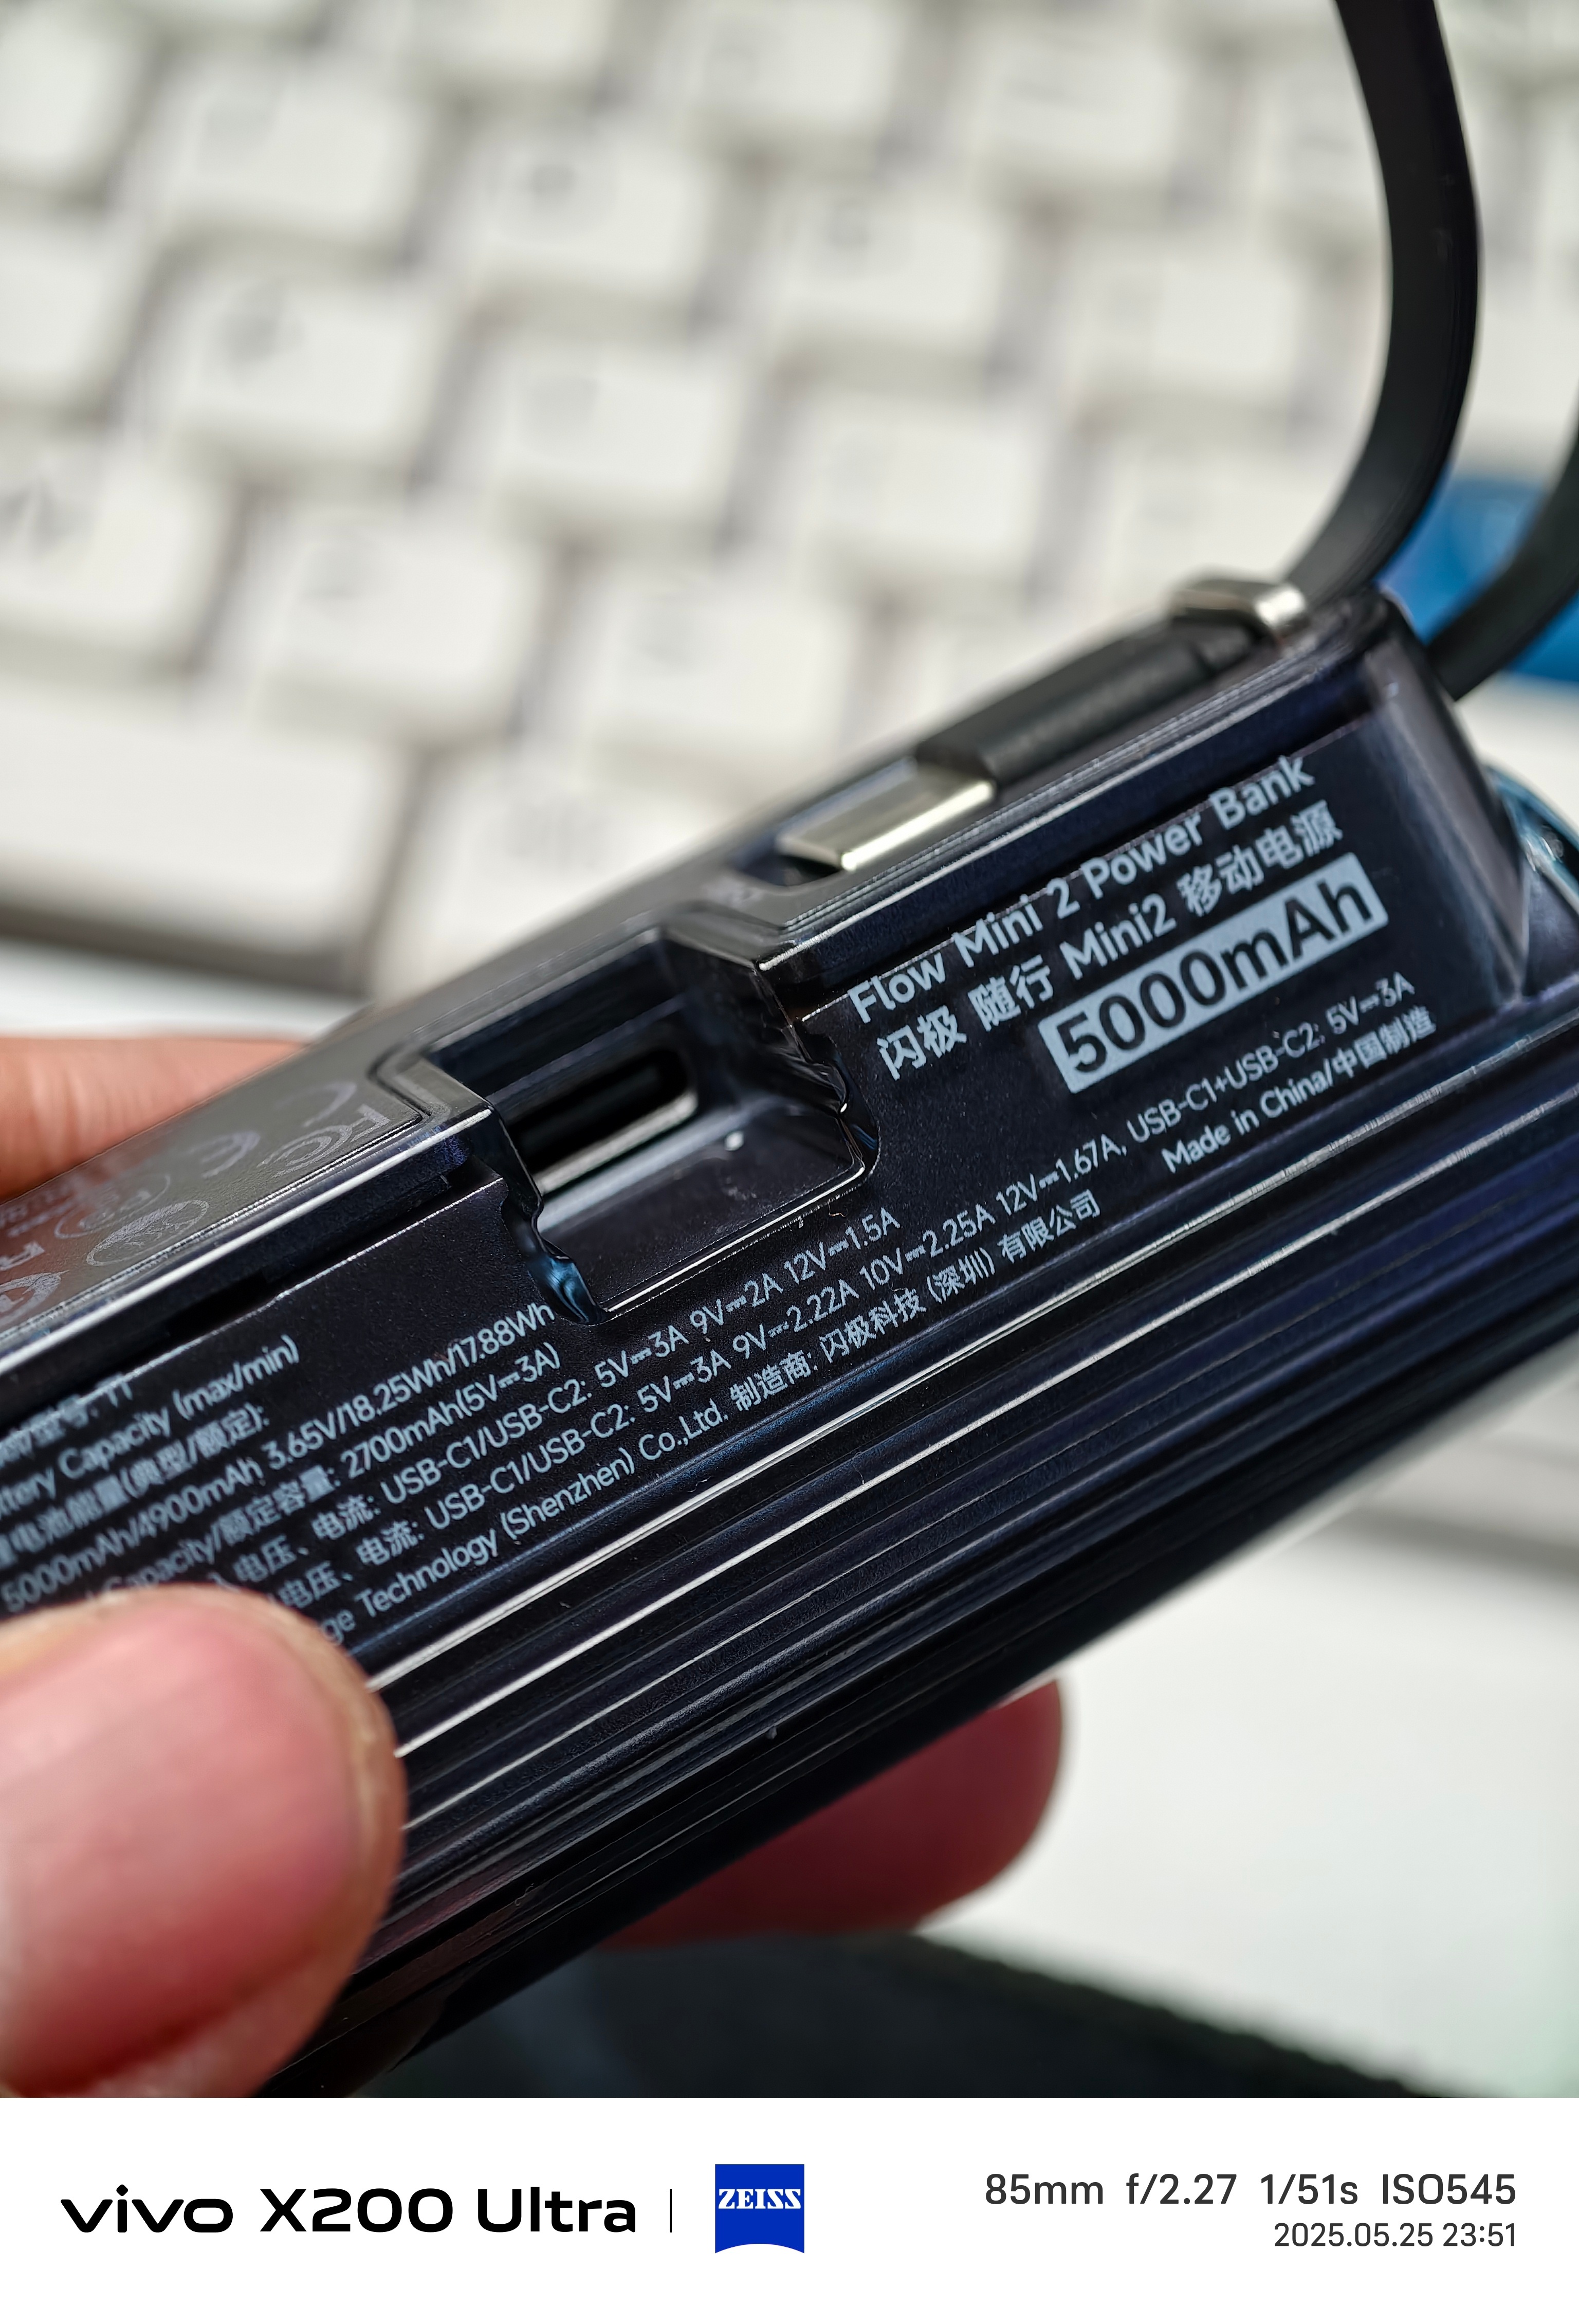 Flow Mini 2 Power Bank
闪极 随行 Mini2 移动电源
5000mAh
FC
ttery Capacity (max/min)
电池能量(典型/额定):
5000mAh/4900mAh 3.65V/18.25Wh/17.88Wh
Capacity/额定容量: 2700mAh(5V⎓3A)
电压、电流: USB-C1/USB-C2: 5V⎓3A 9V⎓2A 12V⎓1.5A
电压、电流: USB-C1/USB-C2: 5V⎓3A 9V⎓2.22A 10V⎓2.25A 12V⎓1.67A, USB-C1+USB-C2: 5V⎓3A
ge Technology (Shenzhen) Co.,Ltd. 制造商: 闪极科技 (深圳) 有限公司 Made in China/中国制造
vivo X200 Ultra
ZEISS
85mm f/2.27 1/51s ISO545
2025.05.25 23:51